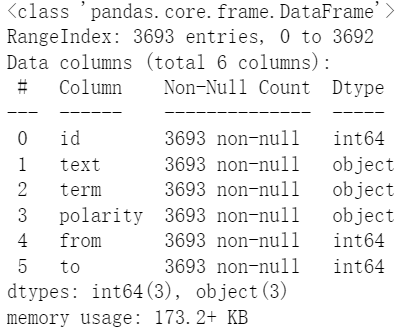 <class 'pandas.core.frame.DataFrame'>
RangeIndex: 3693 entries, 0 to 3692
Data columns (total 6 columns):
 #   Column    Non-Null Count  Dtype
---  ------    --------------  -----
 0   id        3693 non-null   int64
 1   text      3693 non-null   object
 2   term      3693 non-null   object
 3   polarity  3693 non-null   object
 4   from      3693 non-null   int64
 5   to        3693 non-null   int64
dtypes: int64(3), object(3)
memory usage: 173.2+ KB